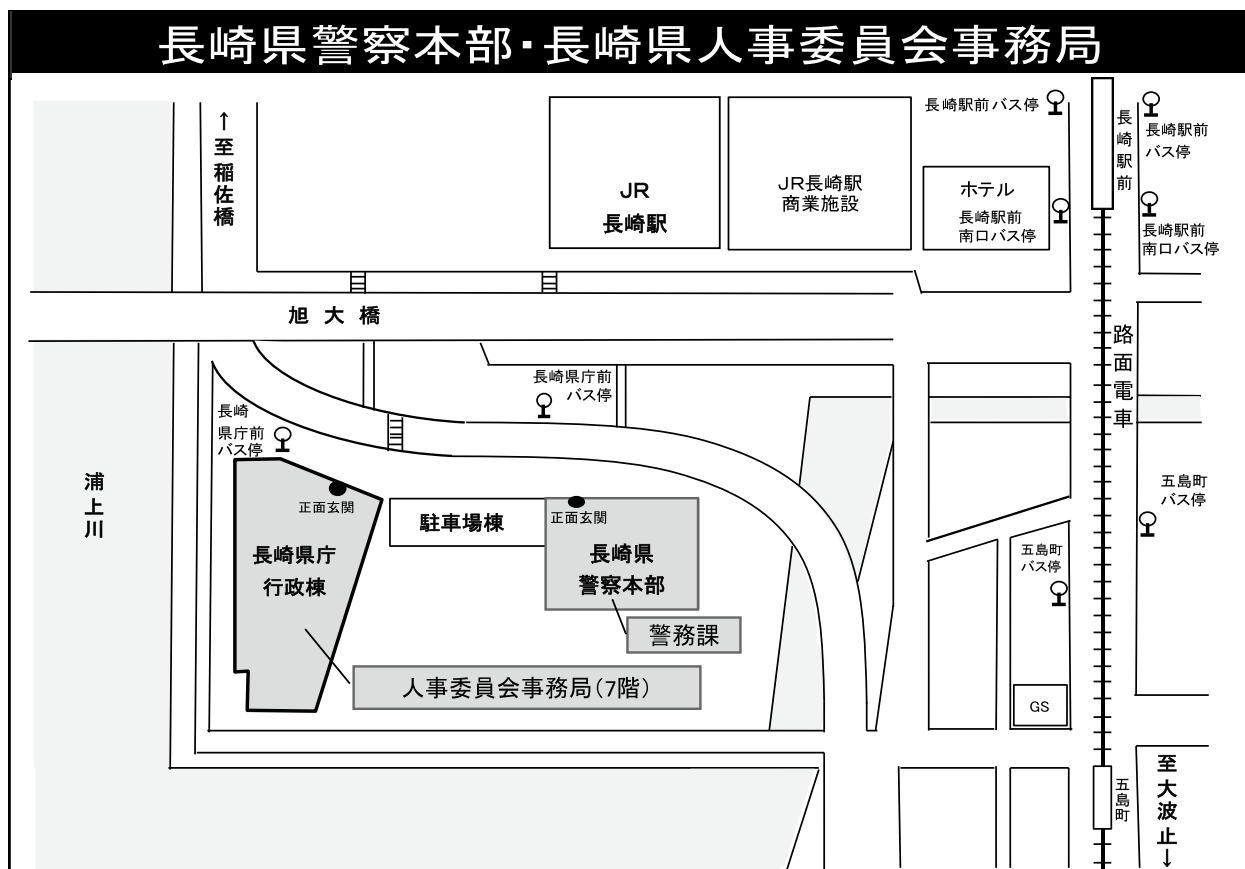 長崎県警察本部・長崎県人事委員会事務局
↑至稲佐橋
JR
長崎駅
JR長崎駅
商業施設
長崎駅前バス停
ホテル
長崎駅前
南口バス停
長崎駅前
長崎駅前
バス停
長崎駅前
南口バス停
旭大橋
路面電車
長崎県庁前
バス停
長崎
県庁前
バス停
浦上川
正面玄関
長崎県庁
行政棟
駐車場棟
正面玄関
長崎県
警察本部
警務課
人事委員会事務局(7階)
五島町
バス停
五島町
バス停
GS
五島町
至大波止↓